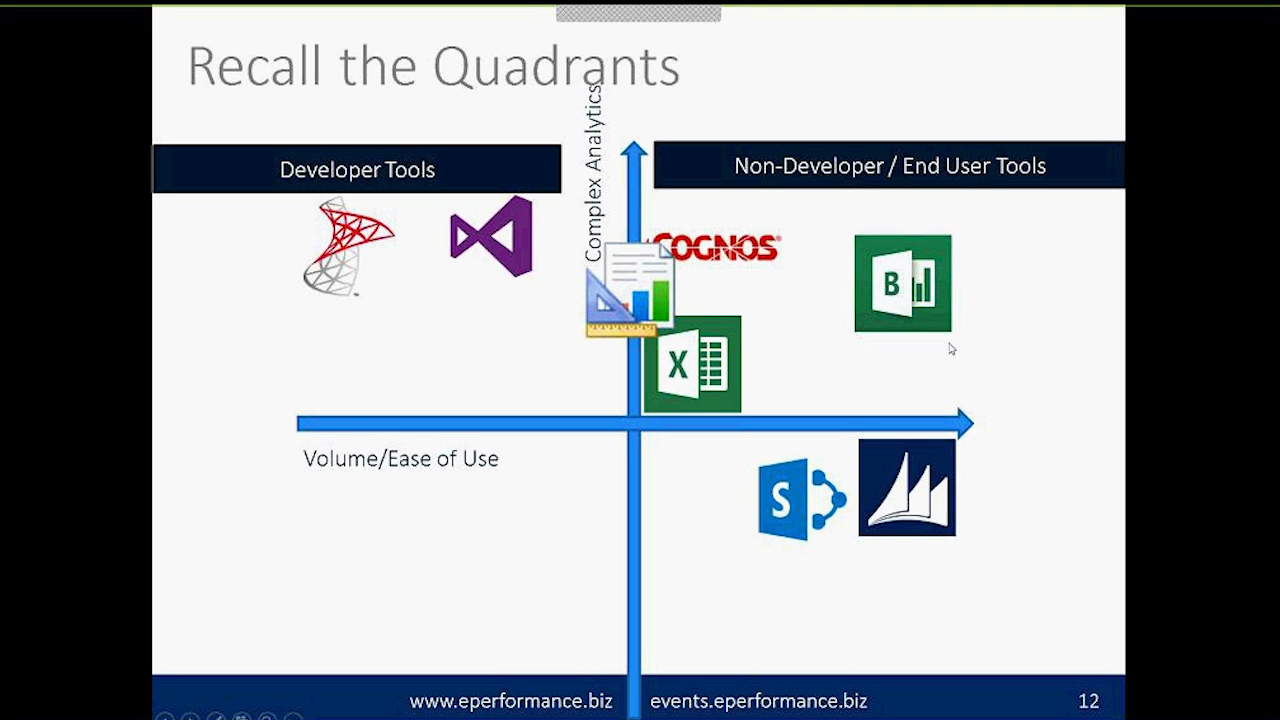 Recall the Quadrants
Complex Analytics
Developer Tools
Non-Developer / End User Tools
COGNOS®
B
X
Volume/Ease of Use
S
www.eperformance.biz
events.eperformance.biz
12